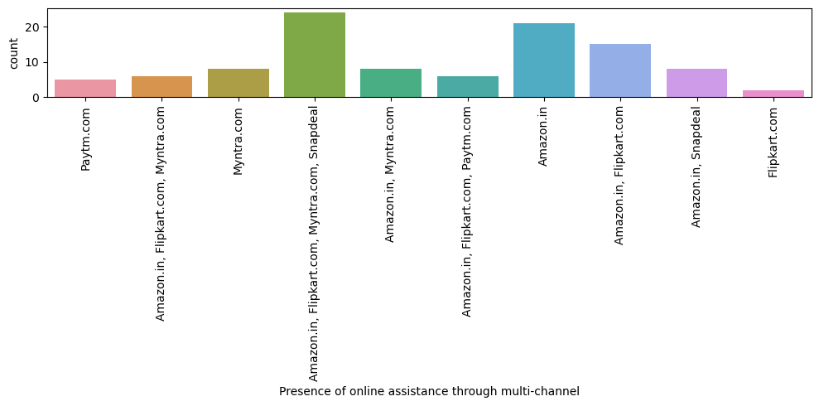 count
20
10
0
Paytm.com
Amazon.in, Flipkart.com, Myntra.com
Myntra.com
Amazon.in, Flipkart.com, Myntra.com, Snapdeal
Amazon.in, Myntra.com
Amazon.in, Flipkart.com, Paytm.com
Amazon.in
Amazon.in, Flipkart.com
Amazon.in, Snapdeal
Flipkart.com
Presence of online assistance through multi-channel